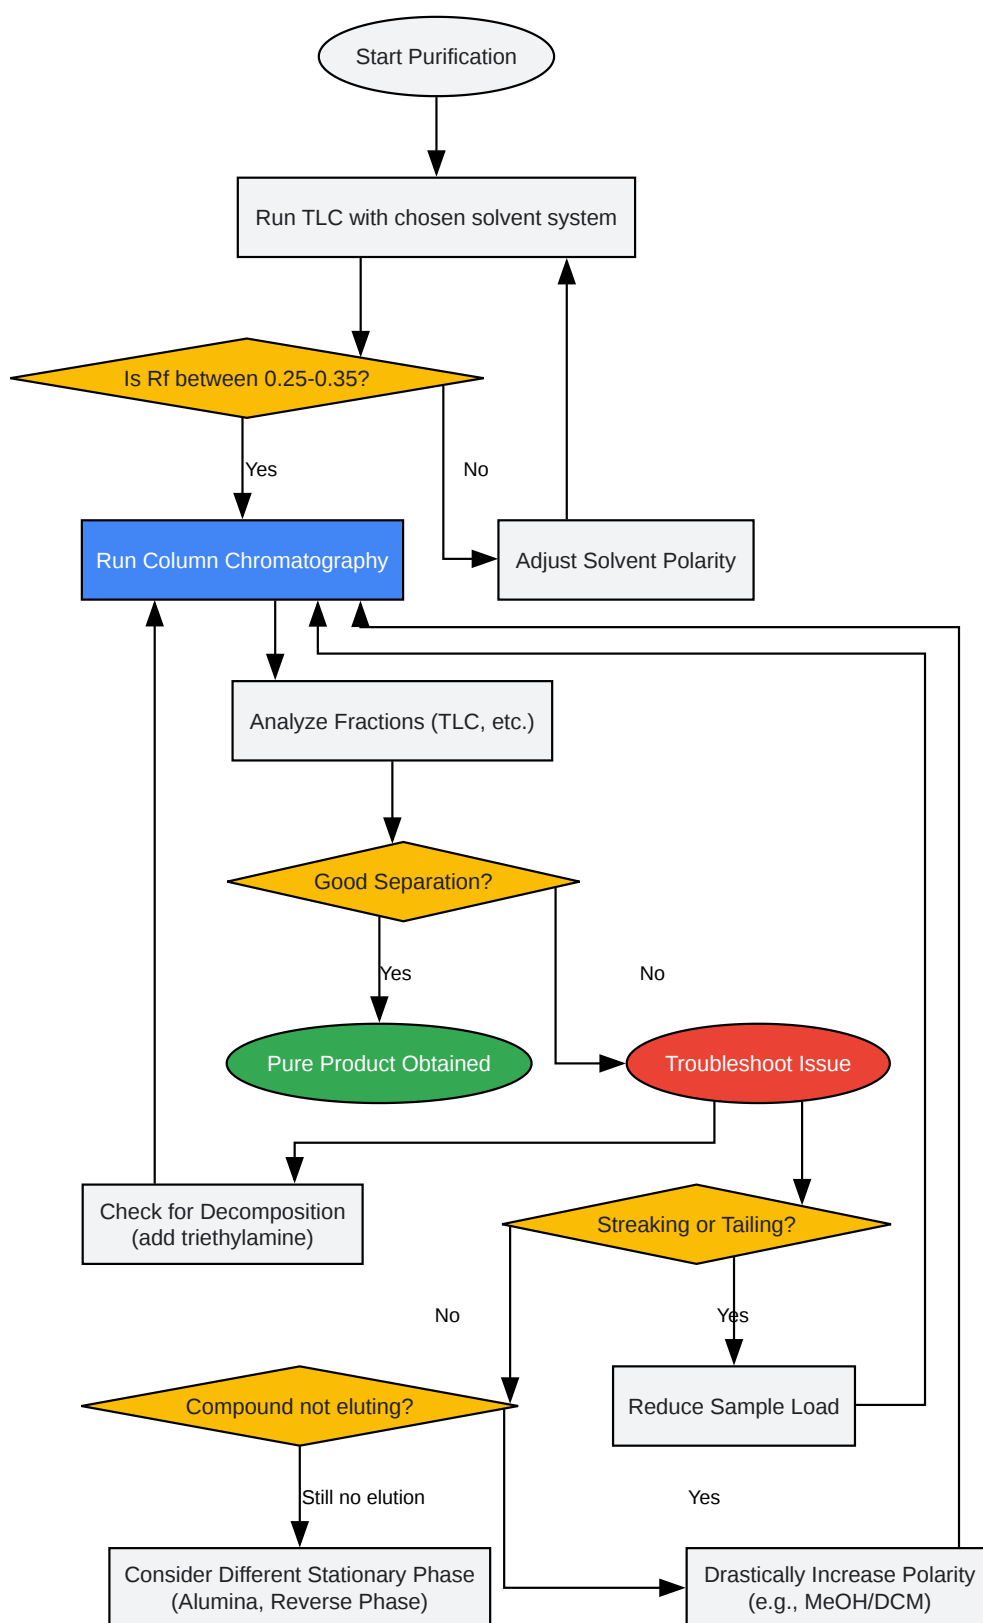 Start Purification
Run TLC with chosen solvent system
Is Rf between 0.25-0.35?
Yes
No
Run Column Chromatography
Adjust Solvent Polarity
Analyze Fractions (TLC, etc.)
Good Separation?
Yes
No
Pure Product Obtained
Troubleshoot Issue
Check for Decomposition
(add triethylamine)
Streaking or Tailing?
No
Yes
Compound not eluting?
Reduce Sample Load
Still no elution
Yes
Consider Different Stationary Phase
(Alumina, Reverse Phase)
Drastically Increase Polarity
(e.g., MeOH/DCM)